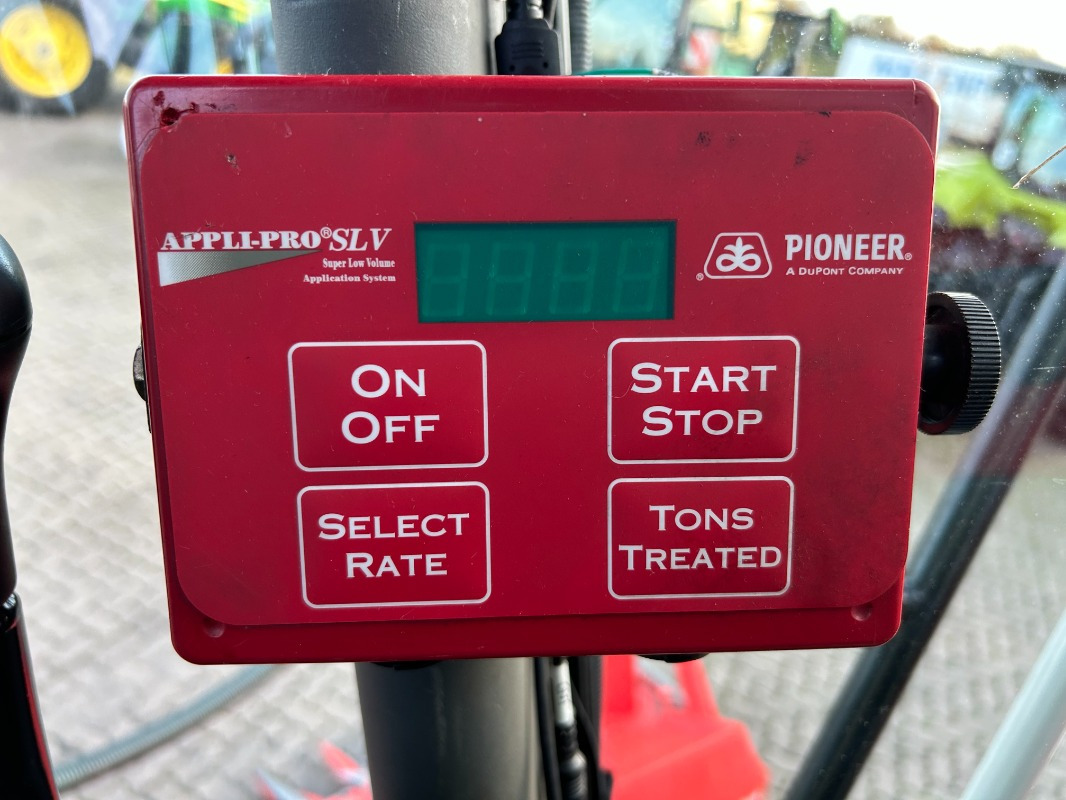 APPLI-PRO® SLV
Super Low Volume
Application System
® PIONEER®
A DUPONT COMPANY
ON
OFF
START
STOP
SELECT
RATE
TONS
TREATED